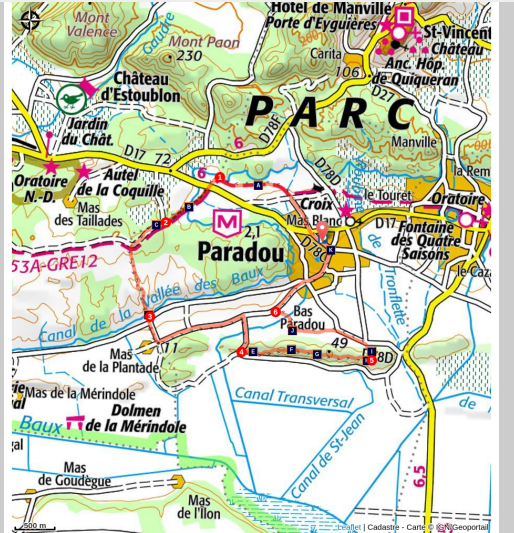 Hôtel de Manville
Porte d'Eyguières
Mont
Valence
Gaudre
Mont Paon
230
St-Vincent
Château
Carita
106
Anc. Hôp.
de Quiqueran
D27
Château
d'Estoublon
PARC
Jardin
du Chât.
D17 72
6
D78F
Manville
D78D
6
1
A
Oratoire
N.-D.
Autel
de la Coquille
Croix
le Touret
Oratoire
B
Mas
des Taillades
C
2
M
2,1
Mas Blanc
D17
Fontaine
des Quatre
Saisons
Paradou
D78E
K
53A-GRE12
Canal de la Vallée des Baux
3
6
Bas
Paradou
J
49
Mas
de la Plantade
11
4
E
F
G
I
5
78D
Mas de la Mérindole
Canal Transversal
Dolmen
de la Mérindole
Baux
Canal de St-Jean
de
Mas
de Goudègue
6,5
Mas
de l'Ilon
500 m
Leaflet | Cadastre - Carte © IGN/Geoportail